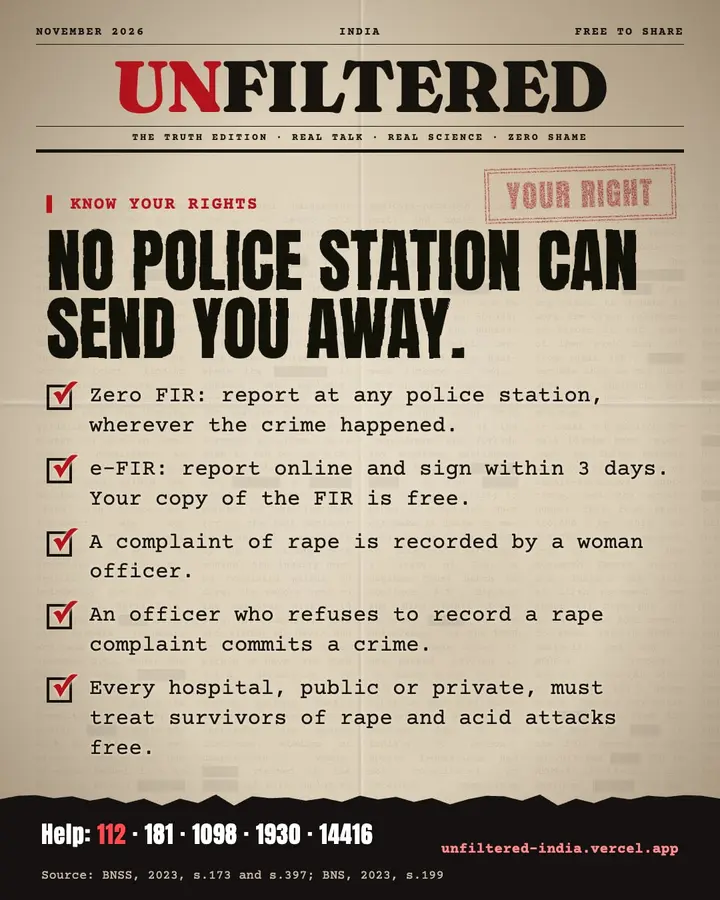 NOVEMBER 2026 INDIA FREE TO SHARE
UNFILTERED
THE TRUTH EDITION · REAL TALK · REAL SCIENCE · ZERO SHAME
YOUR RIGHT
KNOW YOUR RIGHTS
NO POLICE STATION CAN
SEND YOU AWAY.
Zero FIR: report at any police station,
wherever the crime happened.
e-FIR: report online and sign within 3 days.
Your copy of the FIR is free.
A complaint of rape is recorded by a woman
officer.
An officer who refuses to record a rape
complaint commits a crime.
Every hospital, public or private, must
treat survivors of rape and acid attacks
free.
Help: 112 · 181 · 1098 · 1930 · 14416
unfiltered-india.vercel.app
Source: BNSS, 2023, s.173 and s.397; BNS, 2023, s.199